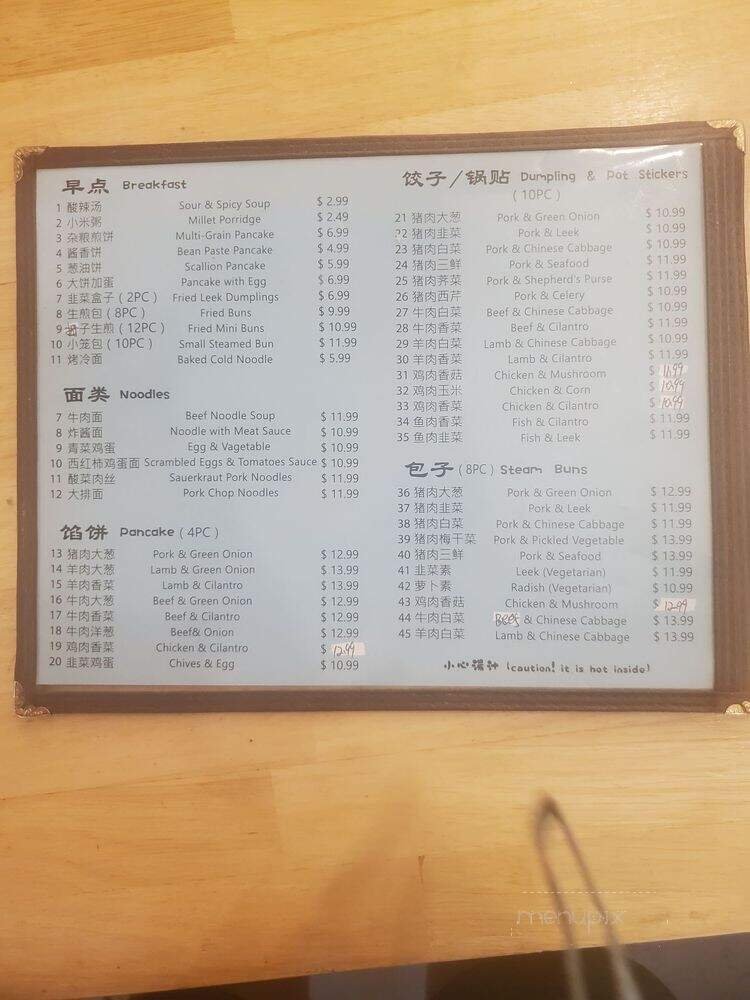 早点 Breakfast
1 酸辣汤 Sour & Spicy Soup $ 2.99
2 小米粥 Millet Porridge $ 2.49
3 杂粮煎饼 Multi-Grain Pancake $ 6.99
4 酱香饼 Bean Paste Pancake $ 4.99
5 葱油饼 Scallion Pancake $ 5.99
6 大饼加蛋 Pancake with Egg $ 6.99
7 韭菜盒子 ( 2PC ) Fried Leek Dumplings $ 6.99
8 生煎包 ( 8PC ) Fried Buns $ 9.99
9 子生煎 ( 12PC ) Fried Mini Buns $ 10.99
10 小笼包 ( 10PC ) Small Steamed Bun $ 11.99
11 烤冷面 Baked Cold Noodle $ 5.99
面类 Noodles
7 牛肉面 Beef Noodle Soup $ 11.99
8 炸酱面 Noodle with Meat Sauce $ 10.99
9 青菜鸡蛋 Egg & Vagetable $ 10.99
10 西红柿鸡蛋面 Scrambled Eggs & Tomatoes Sauce $ 10.99
11 酸菜肉丝 Sauerkraut Pork Noodles $ 11.99
12 大排面 Pork Chop Noodles $ 11.99
馅饼 Pancake ( 4PC )
13 猪肉大葱 Pork & Green Onion $ 12.99
14 羊肉大葱 Lamb & Green Onion $ 13.99
15 羊肉香菜 Lamb & Cilantro $ 13.99
16 牛肉大葱 Beef & Green Onion $ 12.99
17 牛肉香菜 Beef & Cilantro $ 12.99
18 牛肉洋葱 Beef& Onion $ 12.99
19 鸡肉香菜 Chicken & Cilantro $ 12.99
20 韭菜鸡蛋 Chives & Egg $ 10.99
饺子/锅贴 Dumpling & Pot Stickers
( 10PC )
21 猪肉大葱 Pork & Green Onion $ 10.99
22 猪肉韭菜 Pork & Leek $ 10.99
23 猪肉白菜 Pork & Chinese Cabbage $ 10.99
24 猪肉三鲜 Pork & Seafood $ 11.99
25 猪肉荠菜 Pork & Shepherd's Purse $ 11.99
26 猪肉西芹 Pork & Celery $ 10.99
27 牛肉白菜 Beef & Chinese Cabbage $ 10.99
28 牛肉香菜 Beef & Cilantro $ 11.99
29 羊肉白菜 Lamb & Chinese Cabbage $ 10.99
30 羊肉香菜 Lamb & Cilantro $ 11.99
31 鸡肉香菇 Chicken & Mushroom $ 11.99
32 鸡肉玉米 Chicken & Corn $ 10.99
33 鸡肉香菜 Chicken & Cilantro $ 10.99
34 鱼肉香菜 Fish & Cilantro $ 11.99
35 鱼肉韭菜 Fish & Leek $ 11.99
包子 ( 8PC ) Steam Buns
36 猪肉大葱 Pork & Green Onion $ 12.99
37 猪肉韭菜 Pork & Leek $ 11.99
38 猪肉白菜 Pork & Chinese Cabbage $ 11.99
39 猪肉梅干菜 Pork & Pickled Vegetable $ 13.99
40 猪肉三鲜 Pork & Seafood $ 13.99
41 韭菜素 Leek (Vegetarian) $ 11.99
42 萝卜素 Radish (Vegetarian) $ 10.99
43 鸡肉香菇 Chicken & Mushroom $ 12.99
44 牛肉白菜 Beef & Chinese Cabbage $ 13.99
45 羊肉白菜 Lamb & Chinese Cabbage $ 13.99
小心 (caution! it is hot inside)
menupix